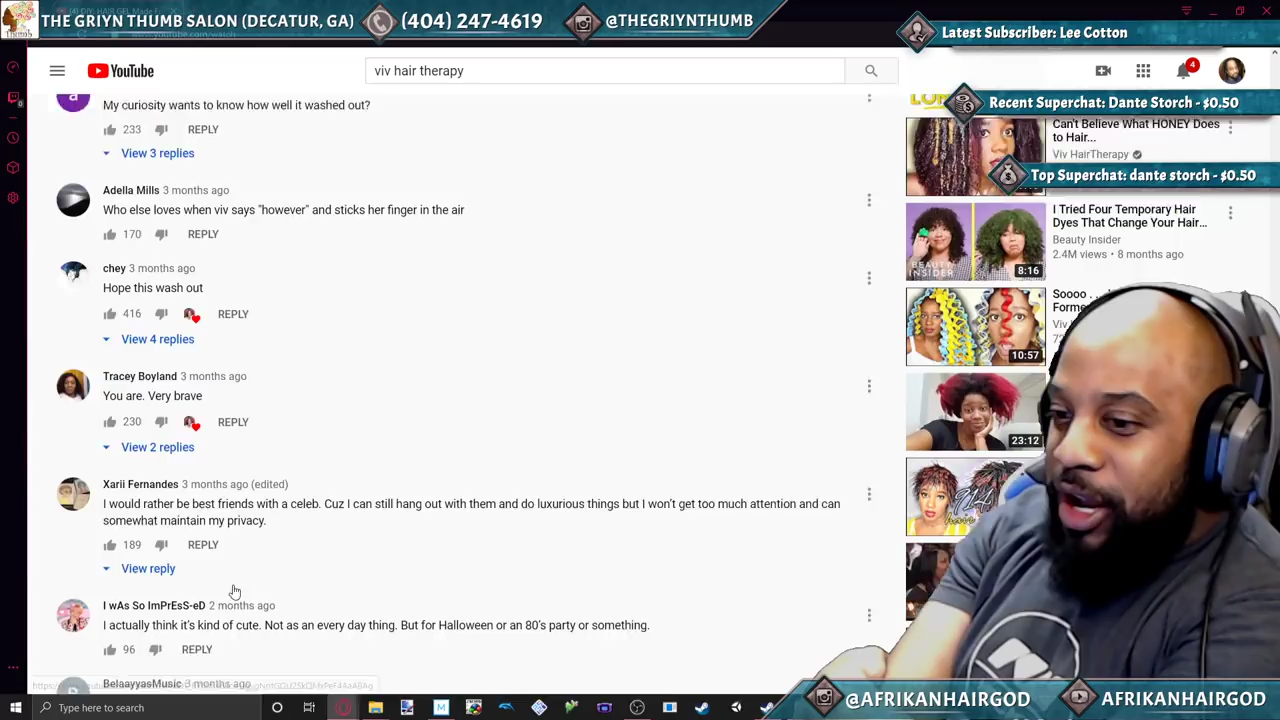 THE GRIYN THUMB SALON (DECATUR, GA)
(404) 247-4619
@THEGRIYNTHUMB
Latest Subscriber: Lee Cotton
YouTube
viv hair therapy
4
Recent Superchat: Dante Storch - $0.50
Top Superchat: dante storch - $0.50
My curiosity wants to know how well it washed out?
233 REPLY
View 3 replies
Adella Mills 3 months ago
Who else loves when viv says "however" and sticks her finger in the air
170 REPLY
chey 3 months ago
Hope this wash out
416 REPLY
View 4 replies
Tracey Boyland 3 months ago
You are. Very brave
230 REPLY
View 2 replies
Xarii Fernandes 3 months ago (edited)
I would rather be best friends with a celeb. Cuz I can still hang out with them and do luxurious things but I won't get too much attention and can
somewhat maintain my privacy.
189 REPLY
View reply
I wAs So ImPrEsS-eD 2 months ago
I actually think it's kind of cute. Not as an every day thing. But for Halloween or an 80's party or something.
96 REPLY
BelaayyasMusic 3 months ago
Can't Believe What HONEY Does
to Hair...
Viv HairTherapy
I Tried Four Temporary Hair
Dyes That Change Your Hair...
Beauty Insider
2.4M views • 8 months ago
BEAUTY
INSIDER
8:16
Soooo . . .
Forme
Viv
10:57
23:12
hair
Type here to search
@AFRIKANHAIRGOD
AFRIKANHAIRGOD